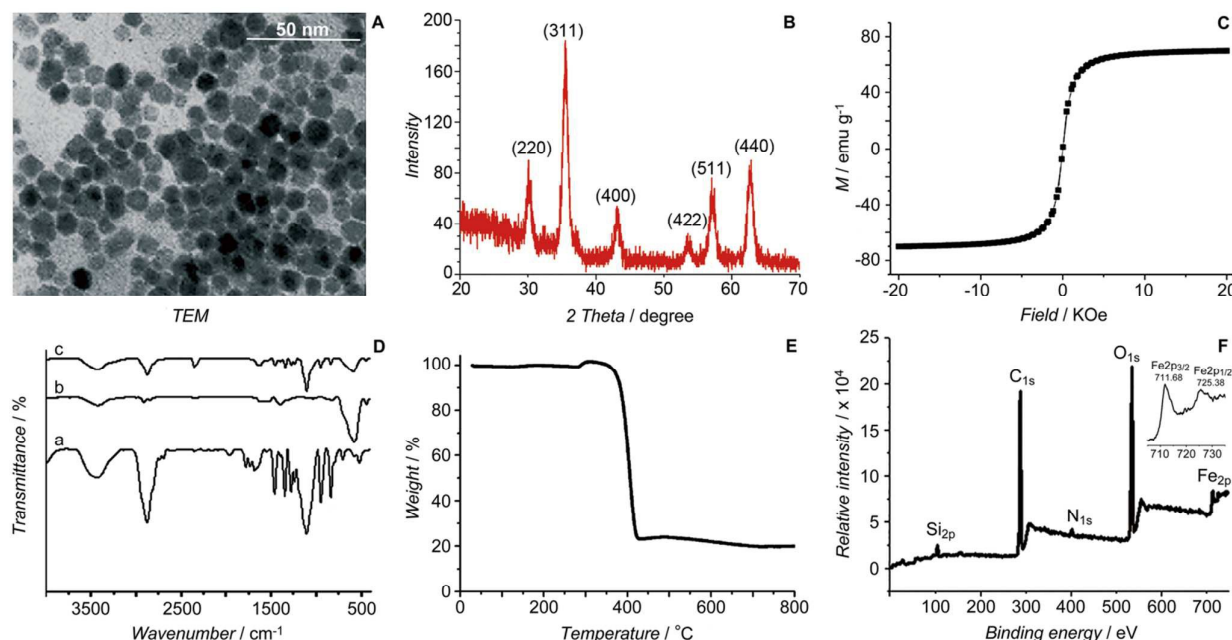 50 nm
A
TEM
B
Intensity
200
160
120
80
40
0
(220)
(311)
(400)
(422)
(511)
(440)
20 30 40 50 60 70
2 Theta / degree
C
M / emu g-1
80
40
0
-40
-80
-20 -10 0 10 20
Field / KOe
D
c
b
a
Transmittance / %
3500 2500 1500 500
Wavenumber / cm-1
E
Weight / %
100
80
60
40
20
0 200 400 600 800
Temperature / °C
F
Relative intensity / x 10⁴
25
20
15
10
5
0
Si2p
C1s
N1s
O1s
Fe2p
Fe2p3/2
711.68
Fe2p1/2
725.38
710 720 730
100 200 300 400 500 600 700
Binding energy / eV